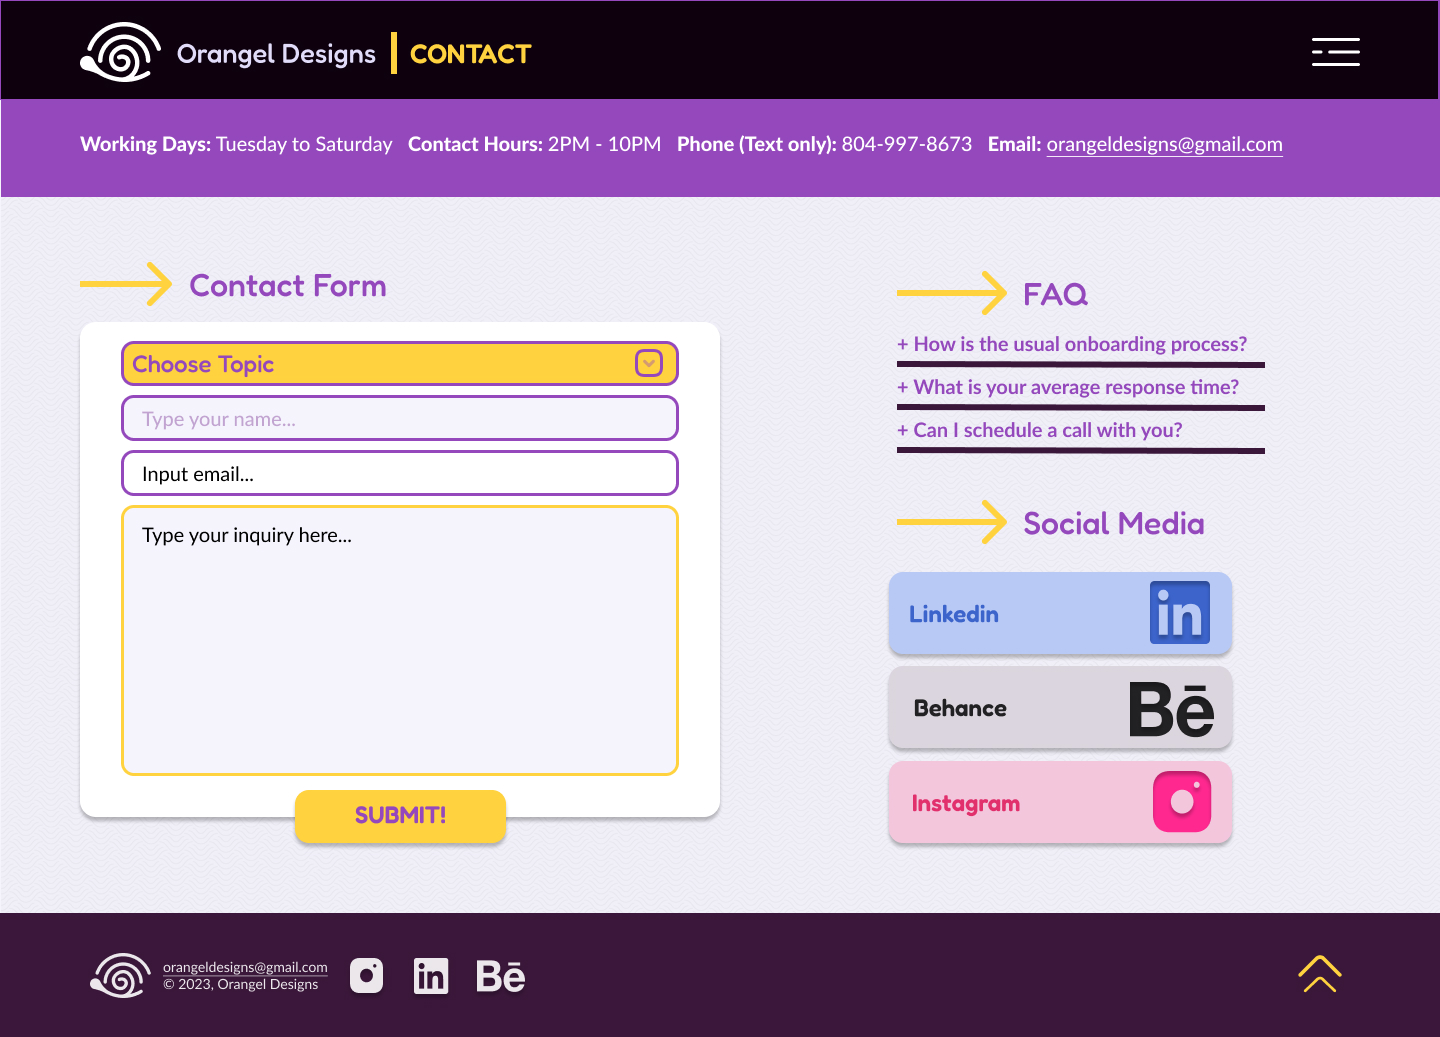 Orangel Designs CONTACT
Working Days: Tuesday to Saturday Contact Hours: 2PM - 10PM Phone (Text only): 804-997-8673 Email: orangeldesigns@gmail.com
Contact Form
Choose Topic
Type your name...
Input email...
Type your inquiry here...
SUBMIT!
FAQ
+ How is the usual onboarding process?
+ What is your average response time?
+ Can I schedule a call with you?
Social Media
Linkedin in
Behance Bē
Instagram
orangeldesigns@gmail.com
© 2023, Orangel Designs
in Bē